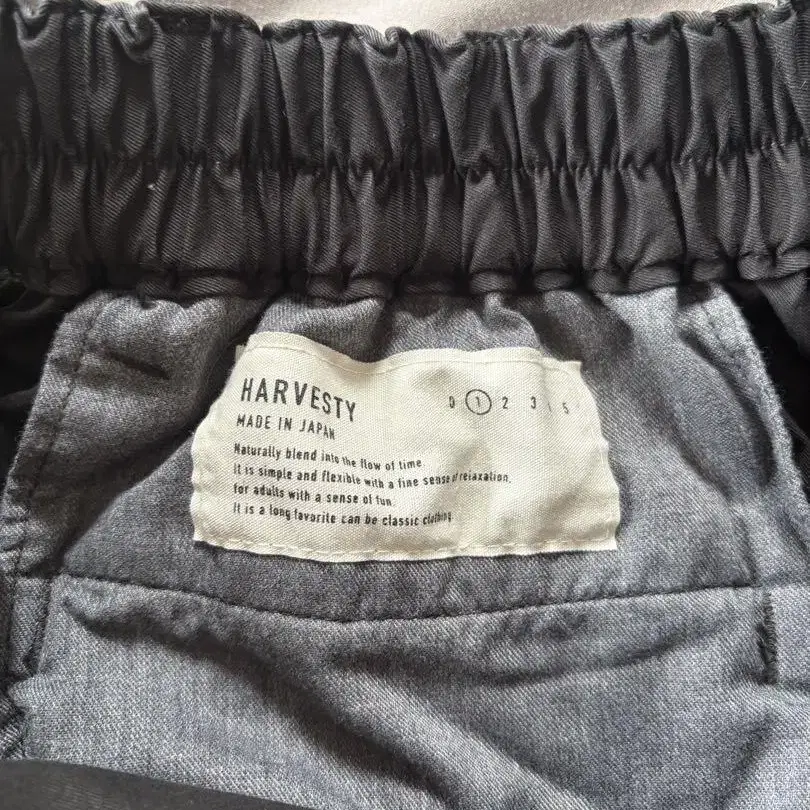 HARVESTY
MADE IN JAPAN
0 1 2 3 5
Naturally blend into the flow of time
It is simple and flexible with a fine sense of relaxation.
for adults with a sense of fun.
It is a long favorite can be classic clothing